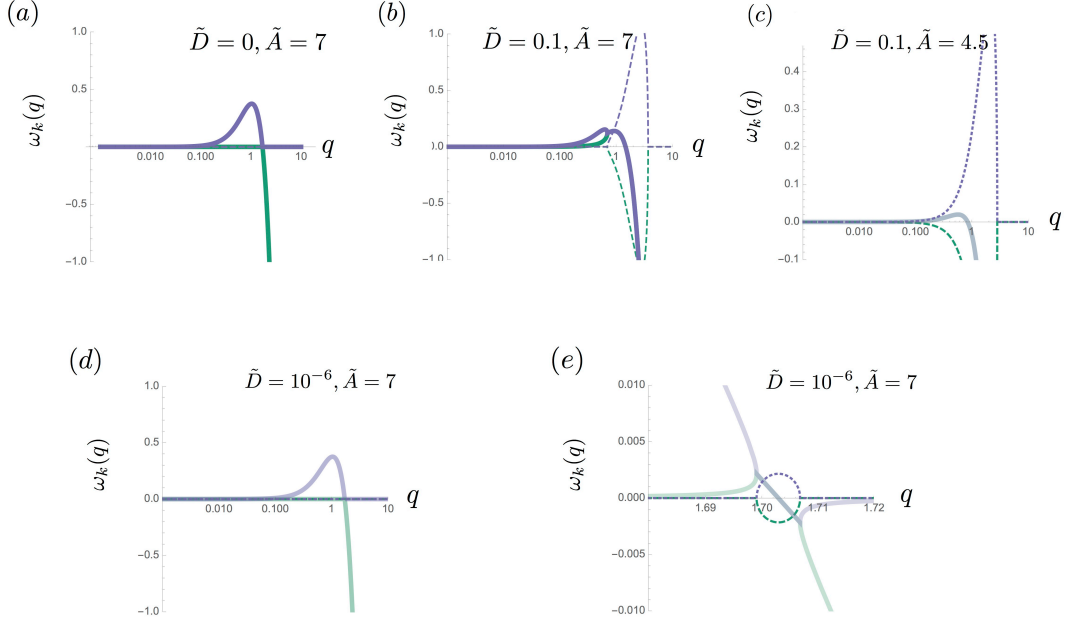 (a)
D̃ = 0, Ã = 7
1.0
0.5
−0.5
−1.0
0.010
0.100
1
10
q
ω_k(q)
(b)
D̃ = 0.1, Ã = 7
1.0
0.5
0.0
−0.5
−1.0
0.010
0.100
1
10
q
ω_k(q)
(c)
D̃ = 0.1, Ã = 4.5
0.4
0.3
0.2
0.1
0.0
−0.1
0.010
0.100
1
10
q
ω_k(q)
(d)
D̃ = 10⁻⁶, Ã = 7
1.0
0.5
0.0
−0.5
−1.0
0.010
0.100
1
10
q
ω_k(q)
(e)
D̃ = 10⁻⁶, Ã = 7
0.010
0.005
0.000
−0.005
−0.010
1.69
1.70
1.71
1.72
q
ω_k(q)